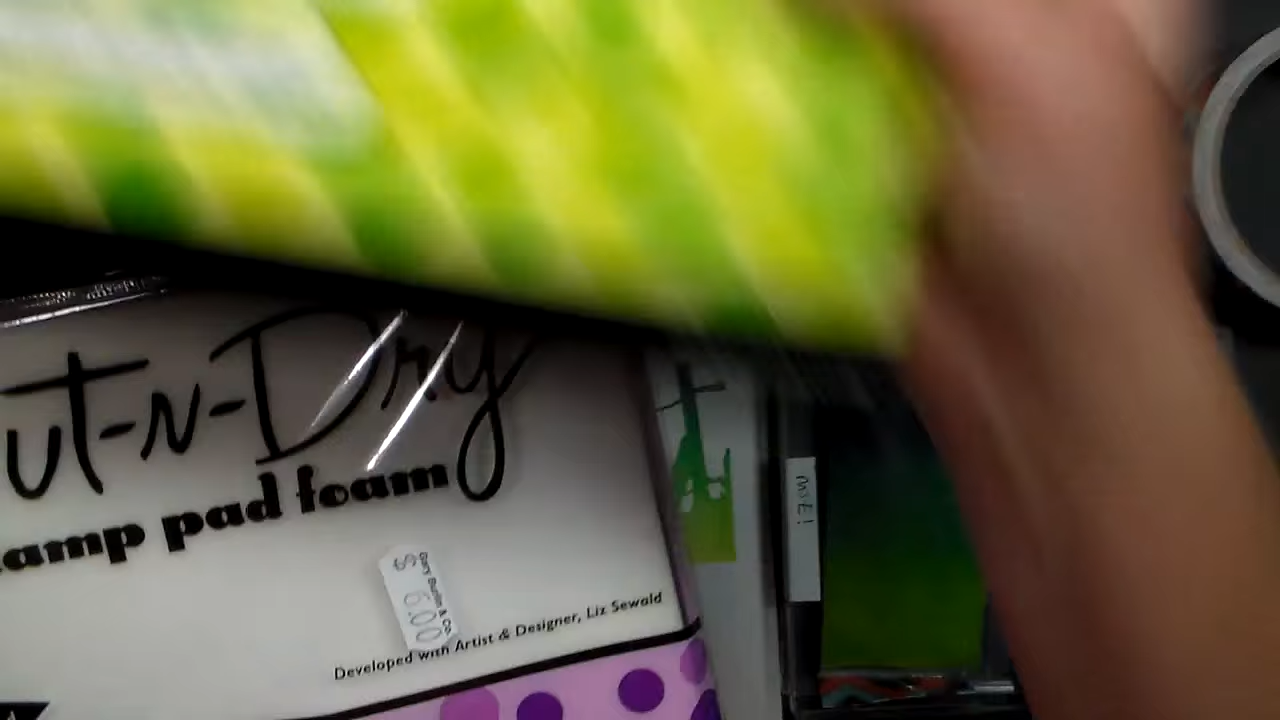 ut-n-Dry
amp pad foam
$ 6.00
Developed with Artist & Designer, Liz Sewald